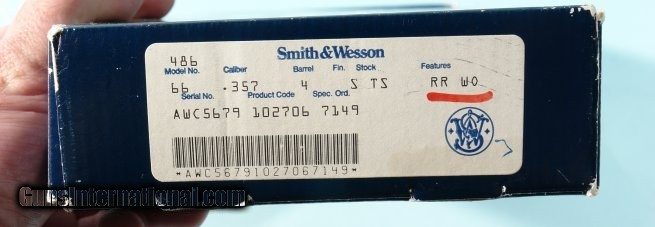 486 Smith & Wesson
Model No. Caliber Barrel Fin. Stock Features
66 .357 4 S TS RR WO
Serial No. Product Code Spec. Ord.
AWC5679 102706 7149
*AWC56791027067149*
GunsInternational.com